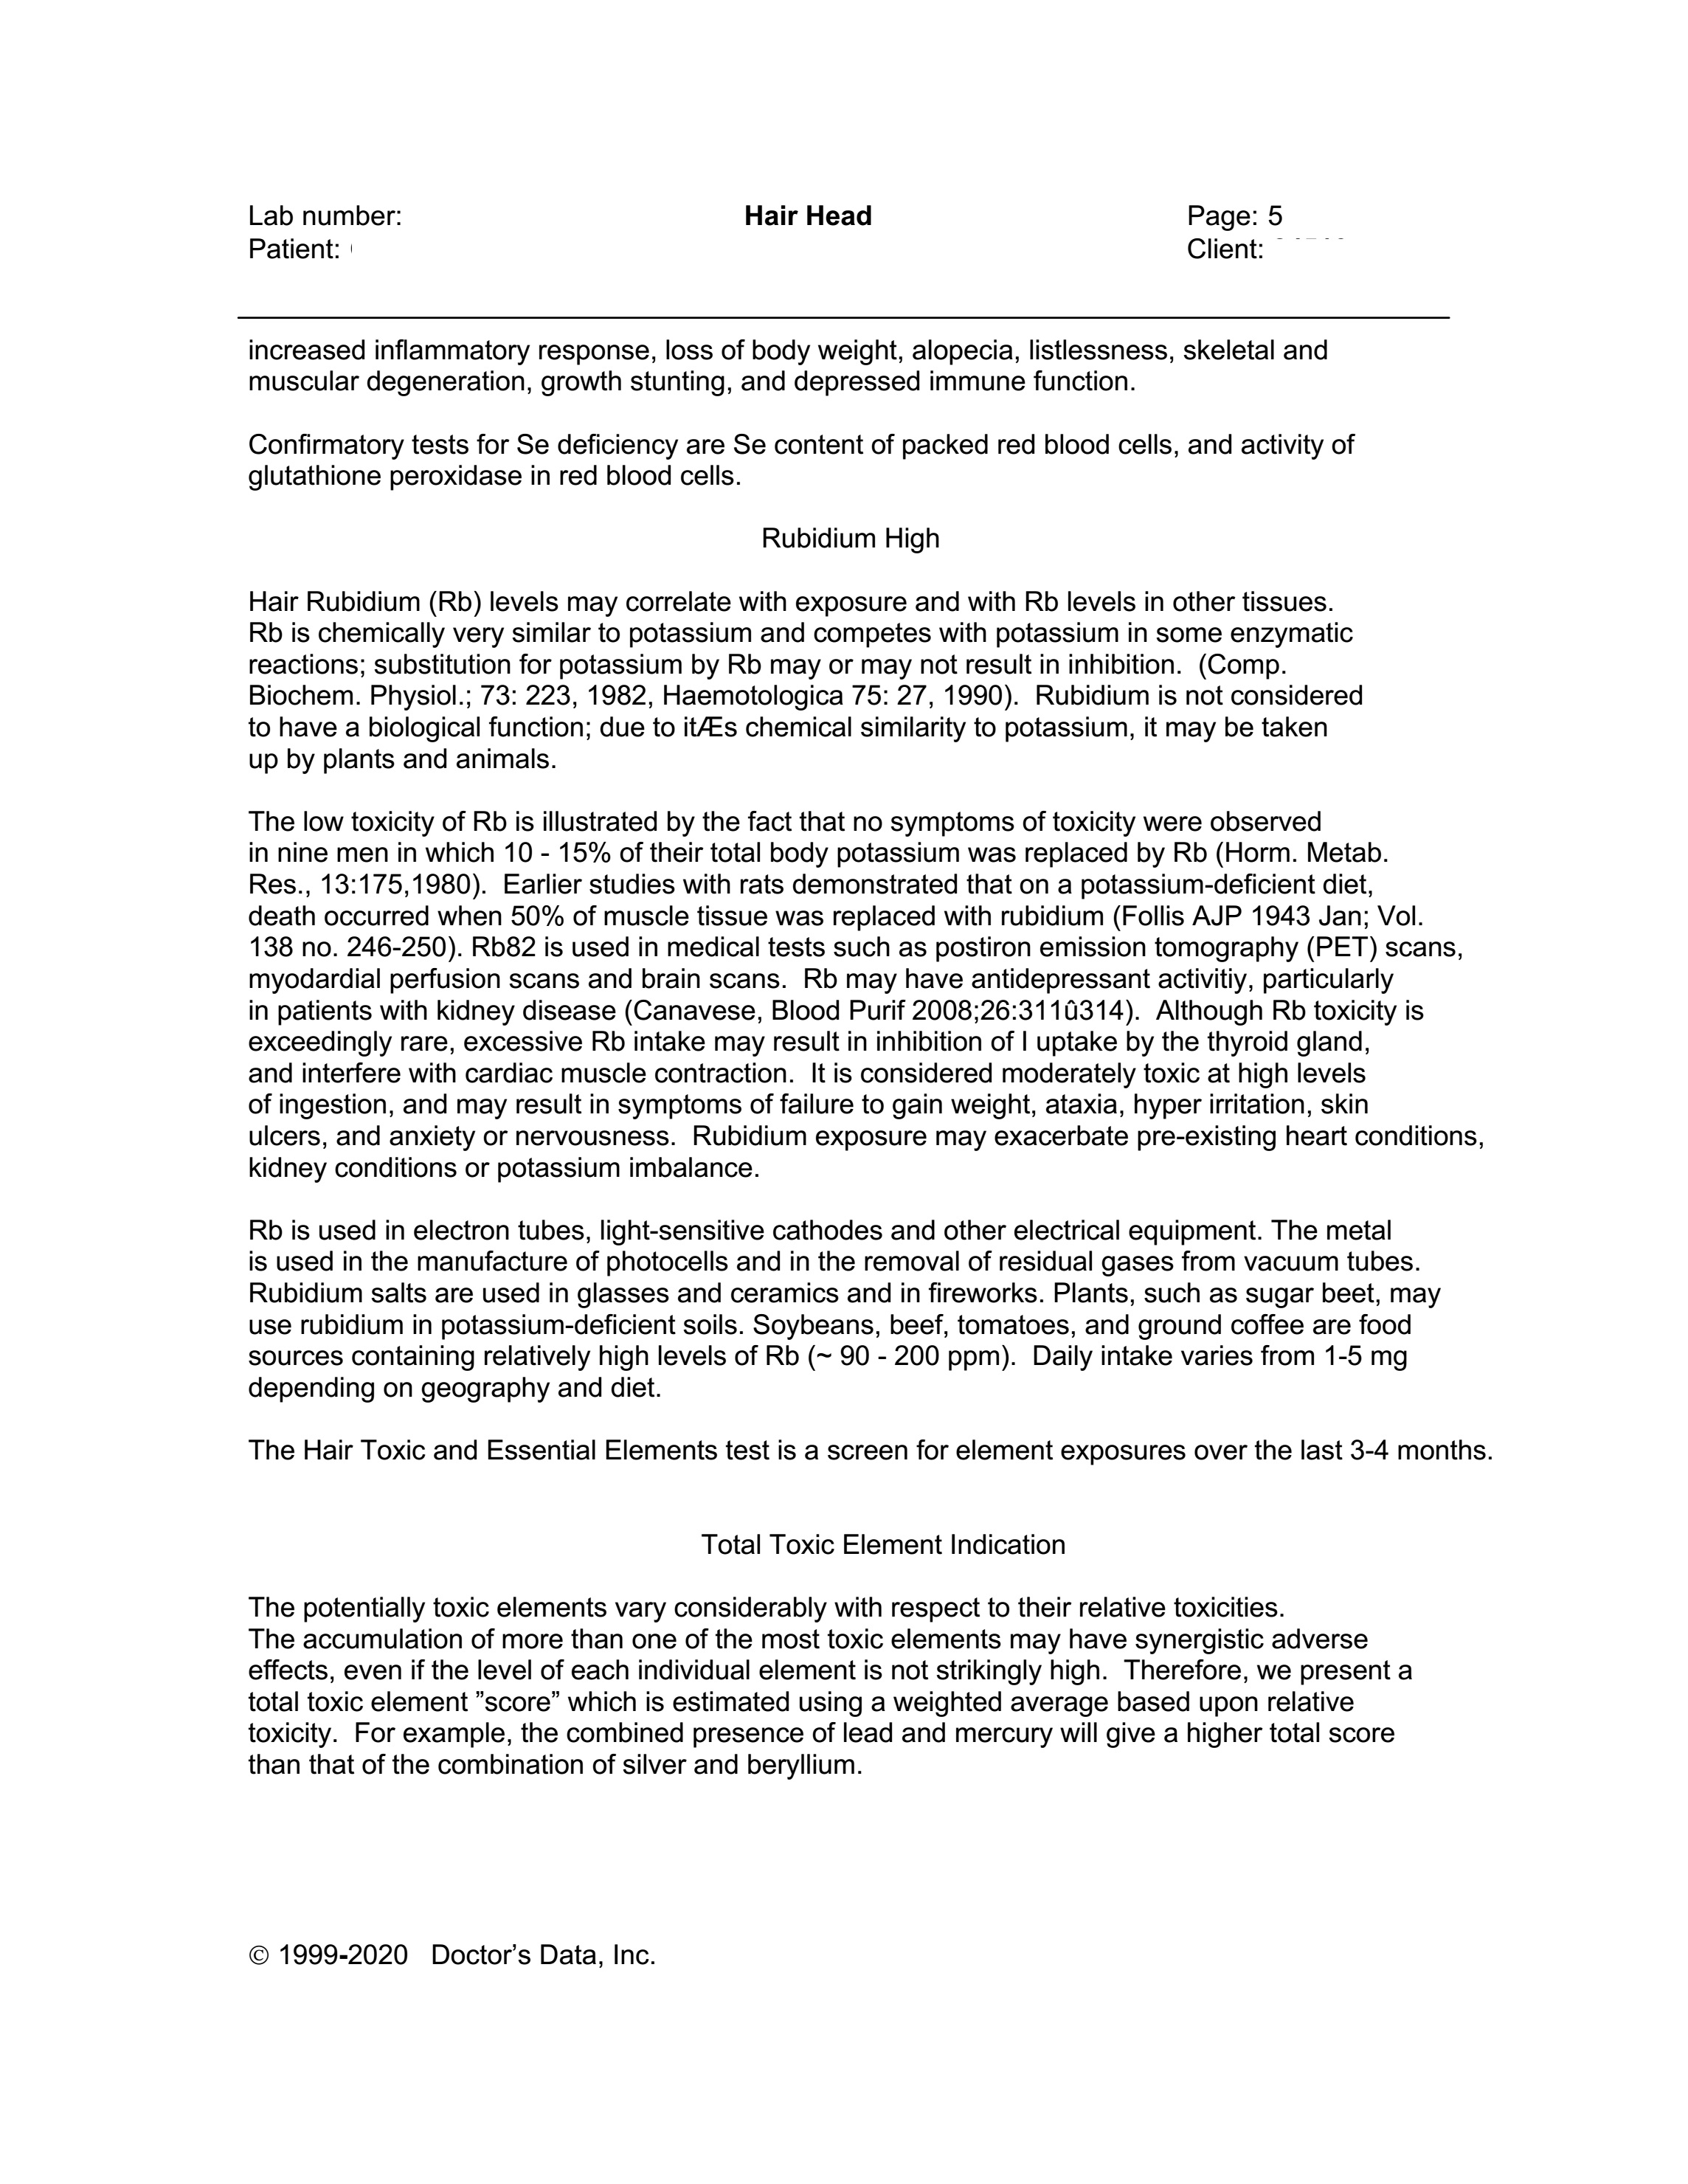 Lab number:
Hair Head
Page: 5
Patient:
Client:
increased inflammatory response, loss of body weight, alopecia, listlessness, skeletal and
muscular degeneration, growth stunting, and depressed immune function.
Confirmatory tests for Se deficiency are Se content of packed red blood cells, and activity of
glutathione peroxidase in red blood cells.
Rubidium High
Hair Rubidium (Rb) levels may correlate with exposure and with Rb levels in other tissues.
Rb is chemically very similar to potassium and competes with potassium in some enzymatic
reactions; substitution for potassium by Rb may or may not result in inhibition.  (Comp.
Biochem. Physiol.; 73: 223, 1982, Haemotologica 75: 27, 1990).  Rubidium is not considered
to have a biological function; due to itÆs chemical similarity to potassium, it may be taken
up by plants and animals.
The low toxicity of Rb is illustrated by the fact that no symptoms of toxicity were observed
in nine men in which 10 - 15% of their total body potassium was replaced by Rb (Horm. Metab.
Res., 13:175,1980).  Earlier studies with rats demonstrated that on a potassium-deficient diet,
death occurred when 50% of muscle tissue was replaced with rubidium (Follis AJP 1943 Jan; Vol.
138 no. 246-250). Rb82 is used in medical tests such as postiron emission tomography (PET) scans,
myodardial perfusion scans and brain scans.  Rb may have antidepressant activitiy, particularly
in patients with kidney disease (Canavese, Blood Purif 2008;26:311û314).  Although Rb toxicity is
exceedingly rare, excessive Rb intake may result in inhibition of I uptake by the thyroid gland,
and interfere with cardiac muscle contraction.  It is considered moderately toxic at high levels
of ingestion, and may result in symptoms of failure to gain weight, ataxia, hyper irritation, skin
ulcers, and anxiety or nervousness.  Rubidium exposure may exacerbate pre-existing heart conditions,
kidney conditions or potassium imbalance.
Rb is used in electron tubes, light-sensitive cathodes and other electrical equipment. The metal
is used in the manufacture of photocells and in the removal of residual gases from vacuum tubes.
Rubidium salts are used in glasses and ceramics and in fireworks. Plants, such as sugar beet, may
use rubidium in potassium-deficient soils. Soybeans, beef, tomatoes, and ground coffee are food
sources containing relatively high levels of Rb (~ 90 - 200 ppm).  Daily intake varies from 1-5 mg
depending on geography and diet.
The Hair Toxic and Essential Elements test is a screen for element exposures over the last 3-4 months.
Total Toxic Element Indication
The potentially toxic elements vary considerably with respect to their relative toxicities.
The accumulation of more than one of the most toxic elements may have synergistic adverse
effects, even if the level of each individual element is not strikingly high.  Therefore, we present a
total toxic element ”score” which is estimated using a weighted average based upon relative
toxicity.  For example, the combined presence of lead and mercury will give a higher total score
than that of the combination of silver and beryllium.
© 1999-2020   Doctor’s Data, Inc.